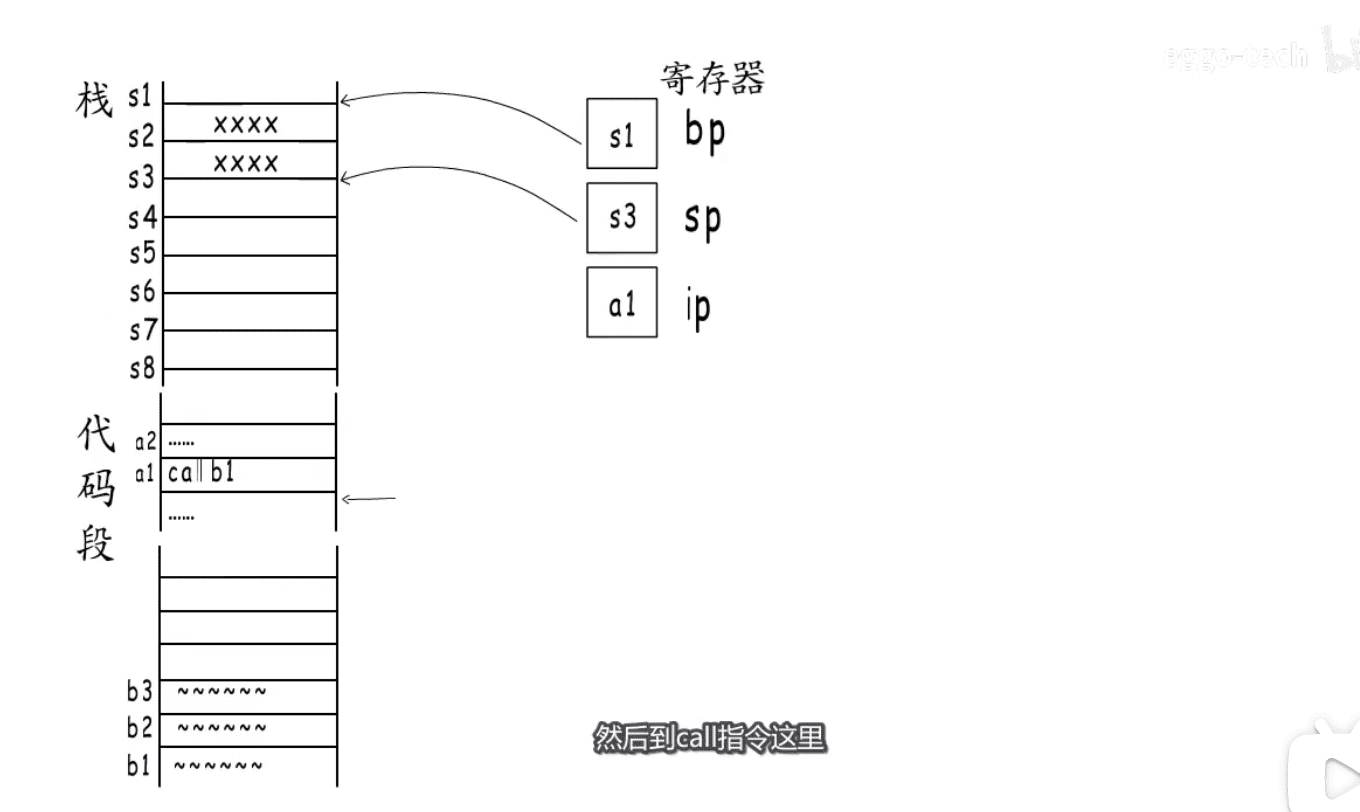 eggo-tech
寄存器
栈
s1
s2 xxxx
s3 xxxx
s4
s5
s6
s7
s8
s1 bp
s3 sp
a1 ip
代码段
a2 ......
a1 call b1
......
b3 ~~~~~~
b2 ~~~~~~
b1 ~~~~~~
然后到call指令这里